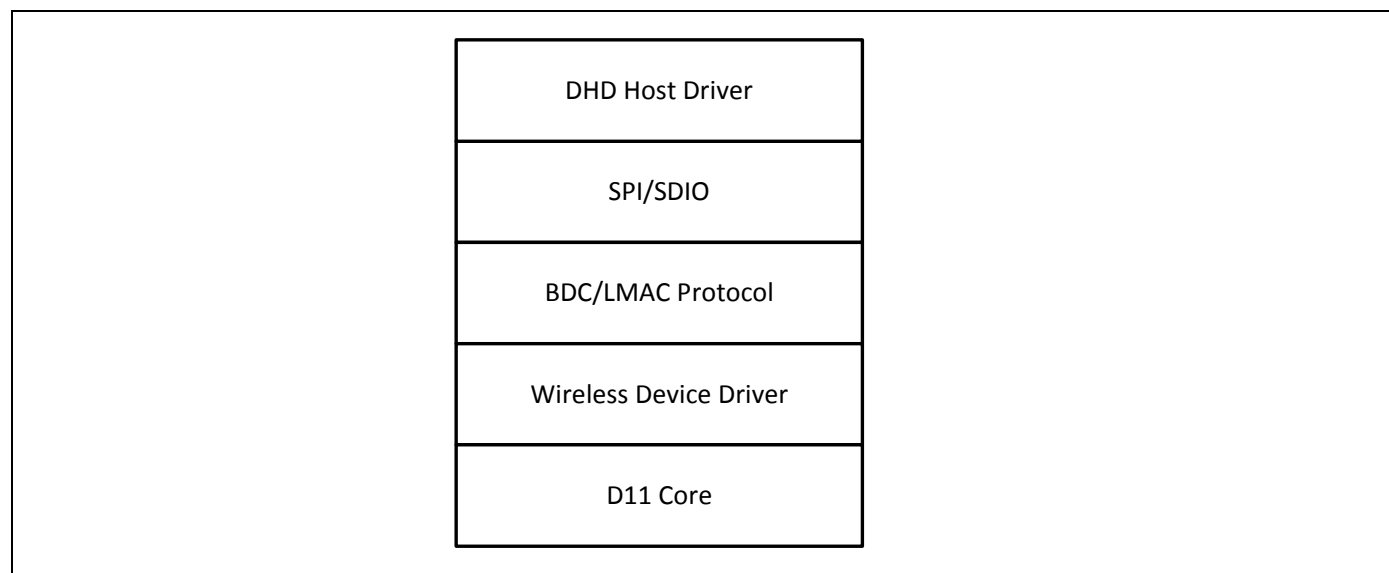 DHD Host Driver
SPI/SDIO
BDC/LMAC Protocol
Wireless Device Driver
D11 Core